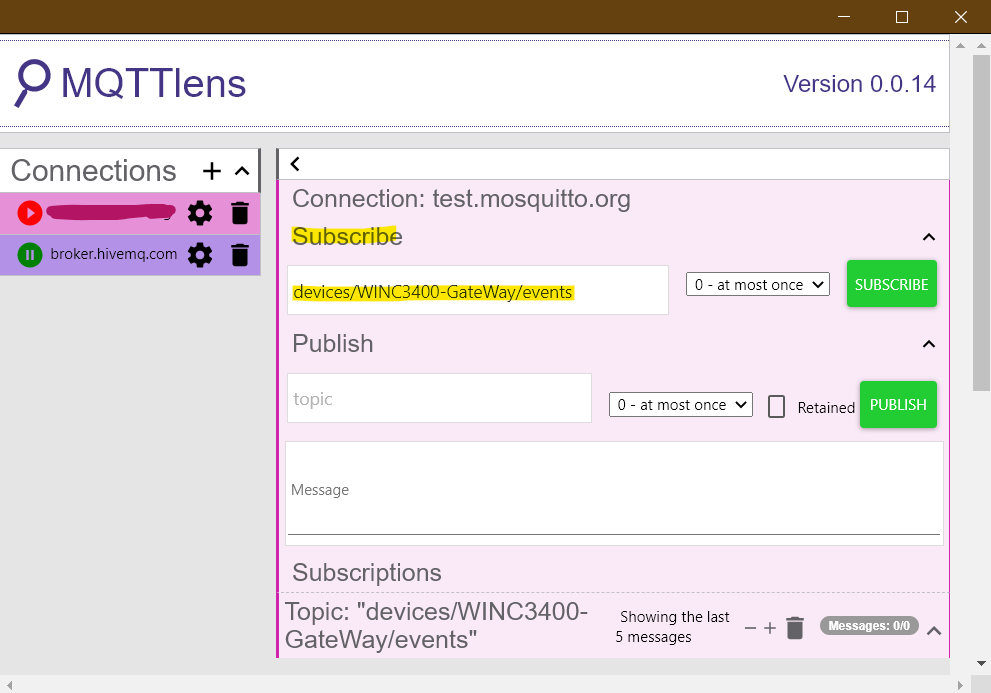 MQTTlens
Version 0.0.14
Connections
broker.hivemq.com
Connection: test.mosquitto.org
Subscribe
devices/WINC3400-GateWay/events
0 - at most once
SUBSCRIBE
Publish
topic
0 - at most once
Retained
PUBLISH
Message
Subscriptions
Topic: "devices/WINC3400-
GateWay/events"
Showing the last
5 messages
Messages: 0/0